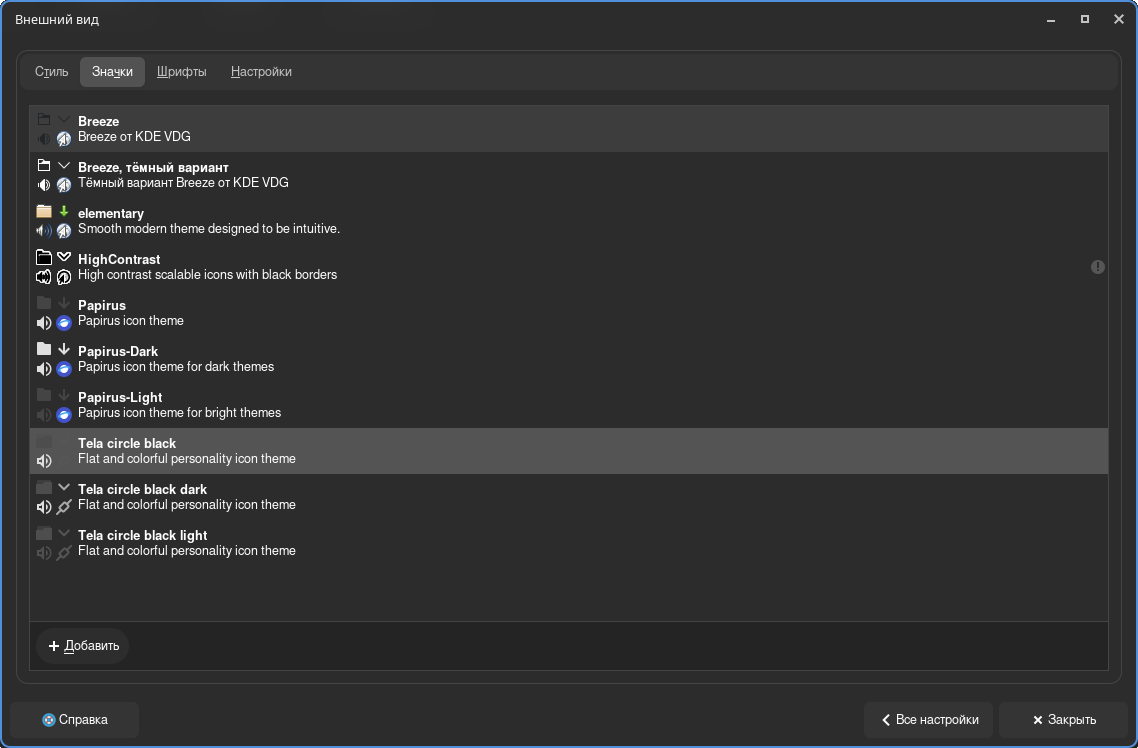 Внешний вид
Стиль Значки Шрифты Настройки
Breeze
Breeze от KDE VDG
Breeze, тёмный вариант
Тёмный вариант Breeze от KDE VDG
elementary
Smooth modern theme designed to be intuitive.
HighContrast
High contrast scalable icons with black borders
Papirus
Papirus icon theme
Papirus-Dark
Papirus icon theme for dark themes
Papirus-Light
Papirus icon theme for bright themes
Tela circle black
Flat and colorful personality icon theme
Tela circle black dark
Flat and colorful personality icon theme
Tela circle black light
Flat and colorful personality icon theme
Добавить
Справка Все настройки Закрыть